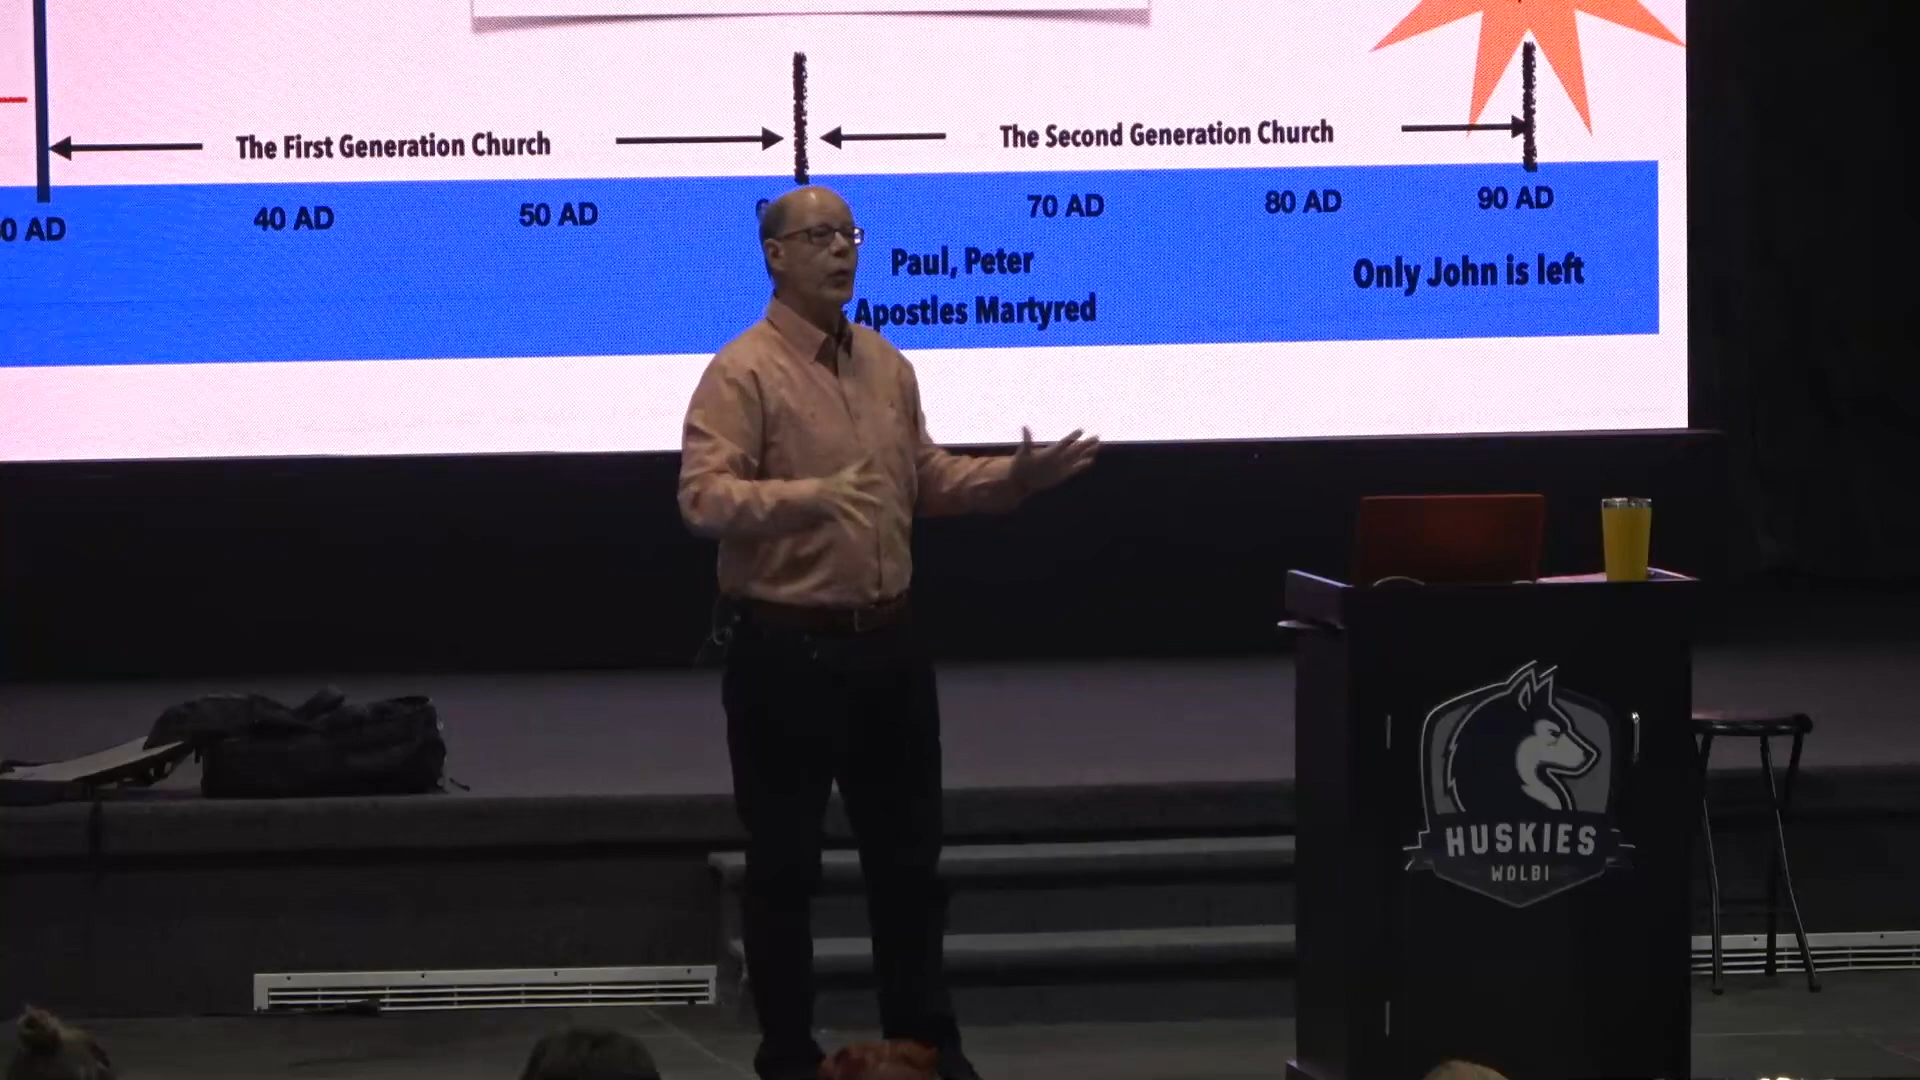 The First Generation Church
The Second Generation Church
0 AD
40 AD
50 AD
70 AD
80 AD
90 AD
Paul, Peter
Apostles Martyred
Only John is left
HUSKIES
WOLBI